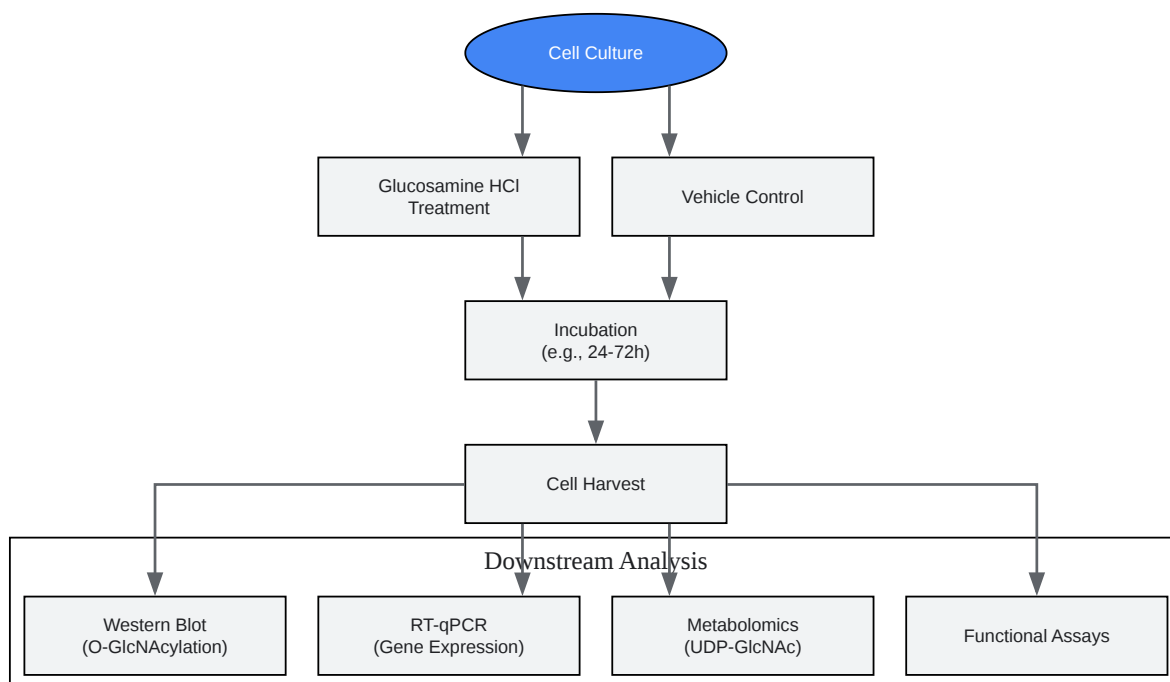 Cell Culture
Glucosamine HCl
Treatment
Vehicle Control
Incubation
(e.g., 24-72h)
Cell Harvest
Downstream Analysis
Western Blot
(O-GlcNAcylation)
RT-qPCR
(Gene Expression)
Metabolomics
(UDP-GlcNAc)
Functional Assays